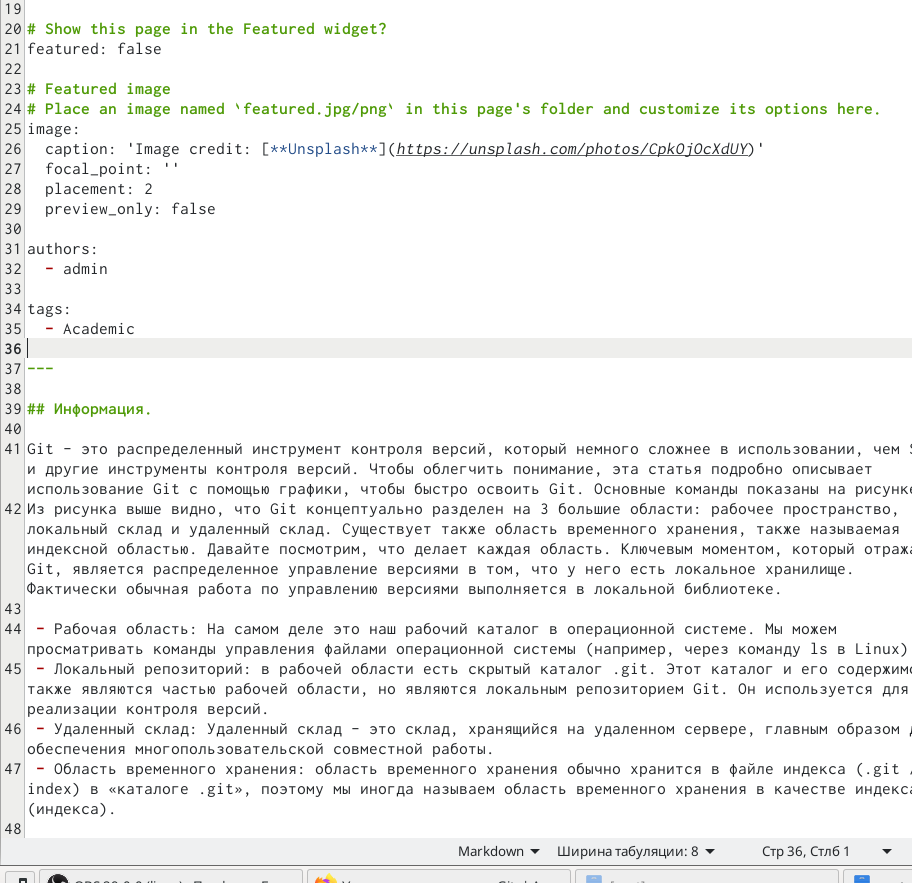 19
20 # Show this page in the Featured widget?
21 featured: false
22
23 # Featured image
24 # Place an image named `featured.jpg/png` in this page's folder and customize its options here.
25 image:
26   caption: 'Image credit: [**Unsplash**](https://unsplash.com/photos/CpkOjOcXdUY)'
27   focal_point: ''
28   placement: 2
29   preview_only: false
30
31 authors:
32   - admin
33
34 tags:
35   - Academic
36
37 ---
38
39 ## Информация.
40
41 Git – это распределенный инструмент контроля версий, который немного сложнее в использовании, чем
и другие инструменты контроля версий. Чтобы облегчить понимание, эта статья подробно описывает
использование Git с помощью графики, чтобы быстро освоить Git. Основные команды показаны на рисунке
42 Из рисунка выше видно, что Git концептуально разделен на 3 большие области: рабочее пространство,
локальный склад и удаленный склад. Существует также область временного хранения, также называемая
индексной областью. Давайте посмотрим, что делает каждая область. Ключевым моментом, который
Git, является распределенное управление версиями в том, что у него есть локальное хранилище.
Фактически обычная работа по управлению версиями выполняется в локальной библиотеке.
43
44  - Рабочая область: На самом деле это наш рабочий каталог в операционной системе. Мы можем
просматривать команды управления файлами операционной системы (например, через команду ls в Linux)
45  - Локальный репозиторий: в рабочей области есть скрытый каталог .git. Этот каталог и его
также являются частью рабочей области, но являются локальным репозиторием Git. Он используется для
реализации контроля версий.
46  - Удаленный склад: Удаленный склад – это склад, хранящийся на удаленном сервере, главным образом
обеспечения многопользовательской совместной работы.
47  - Область временного хранения: область временного хранения обычно хранится в файле индекса (.git /
index) в «каталоге .git», поэтому мы иногда называем область временного хранения в качестве индекса
(индекса).
48
Markdown Ширина табуляции: 8 Стр 36, Стлб 1